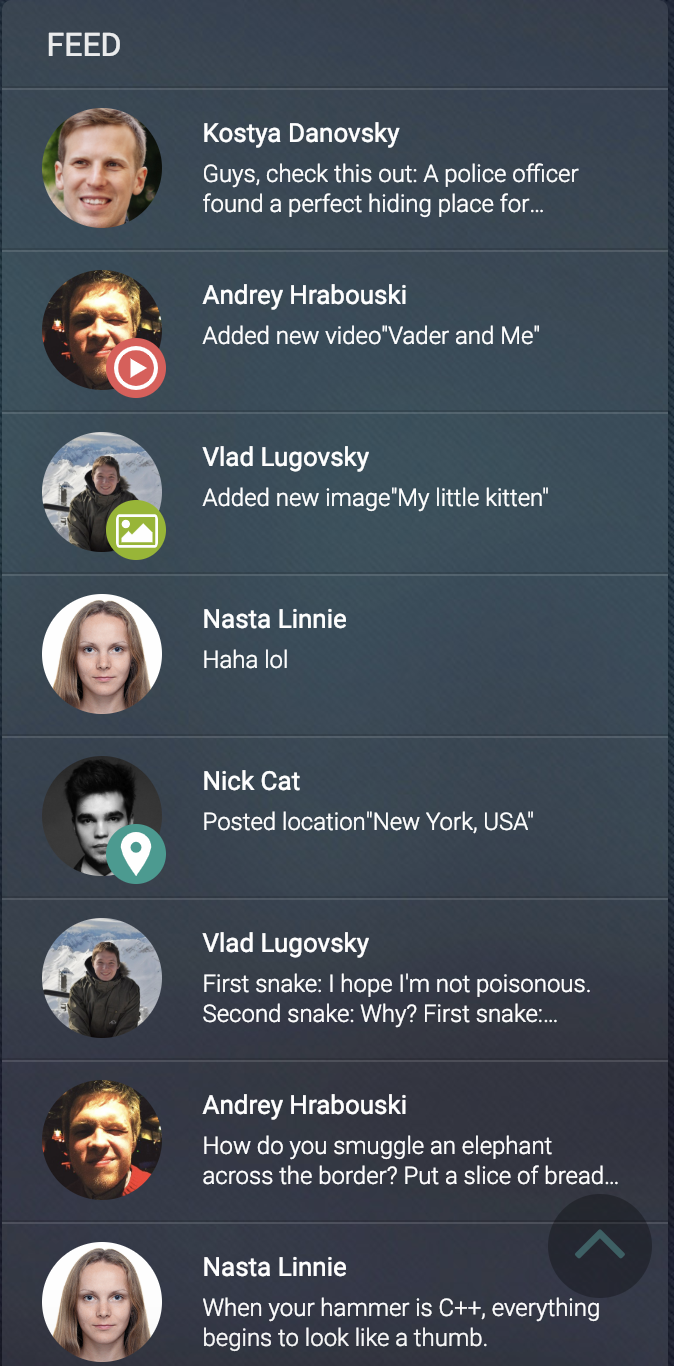 FEED
Kostya Danovsky
Guys, check this out: A police officer
found a perfect hiding place for...
Andrey Hrabouski
Added new video"Vader and Me"
Vlad Lugovsky
Added new image"My little kitten"
Nasta Linnie
Haha lol
Nick Cat
Posted location"New York, USA"
Vlad Lugovsky
First snake: I hope I'm not poisonous.
Second snake: Why? First snake:...
Andrey Hrabouski
How do you smuggle an elephant
across the border? Put a slice of bread...
Nasta Linnie
When your hammer is C++, everything
begins to look like a thumb.